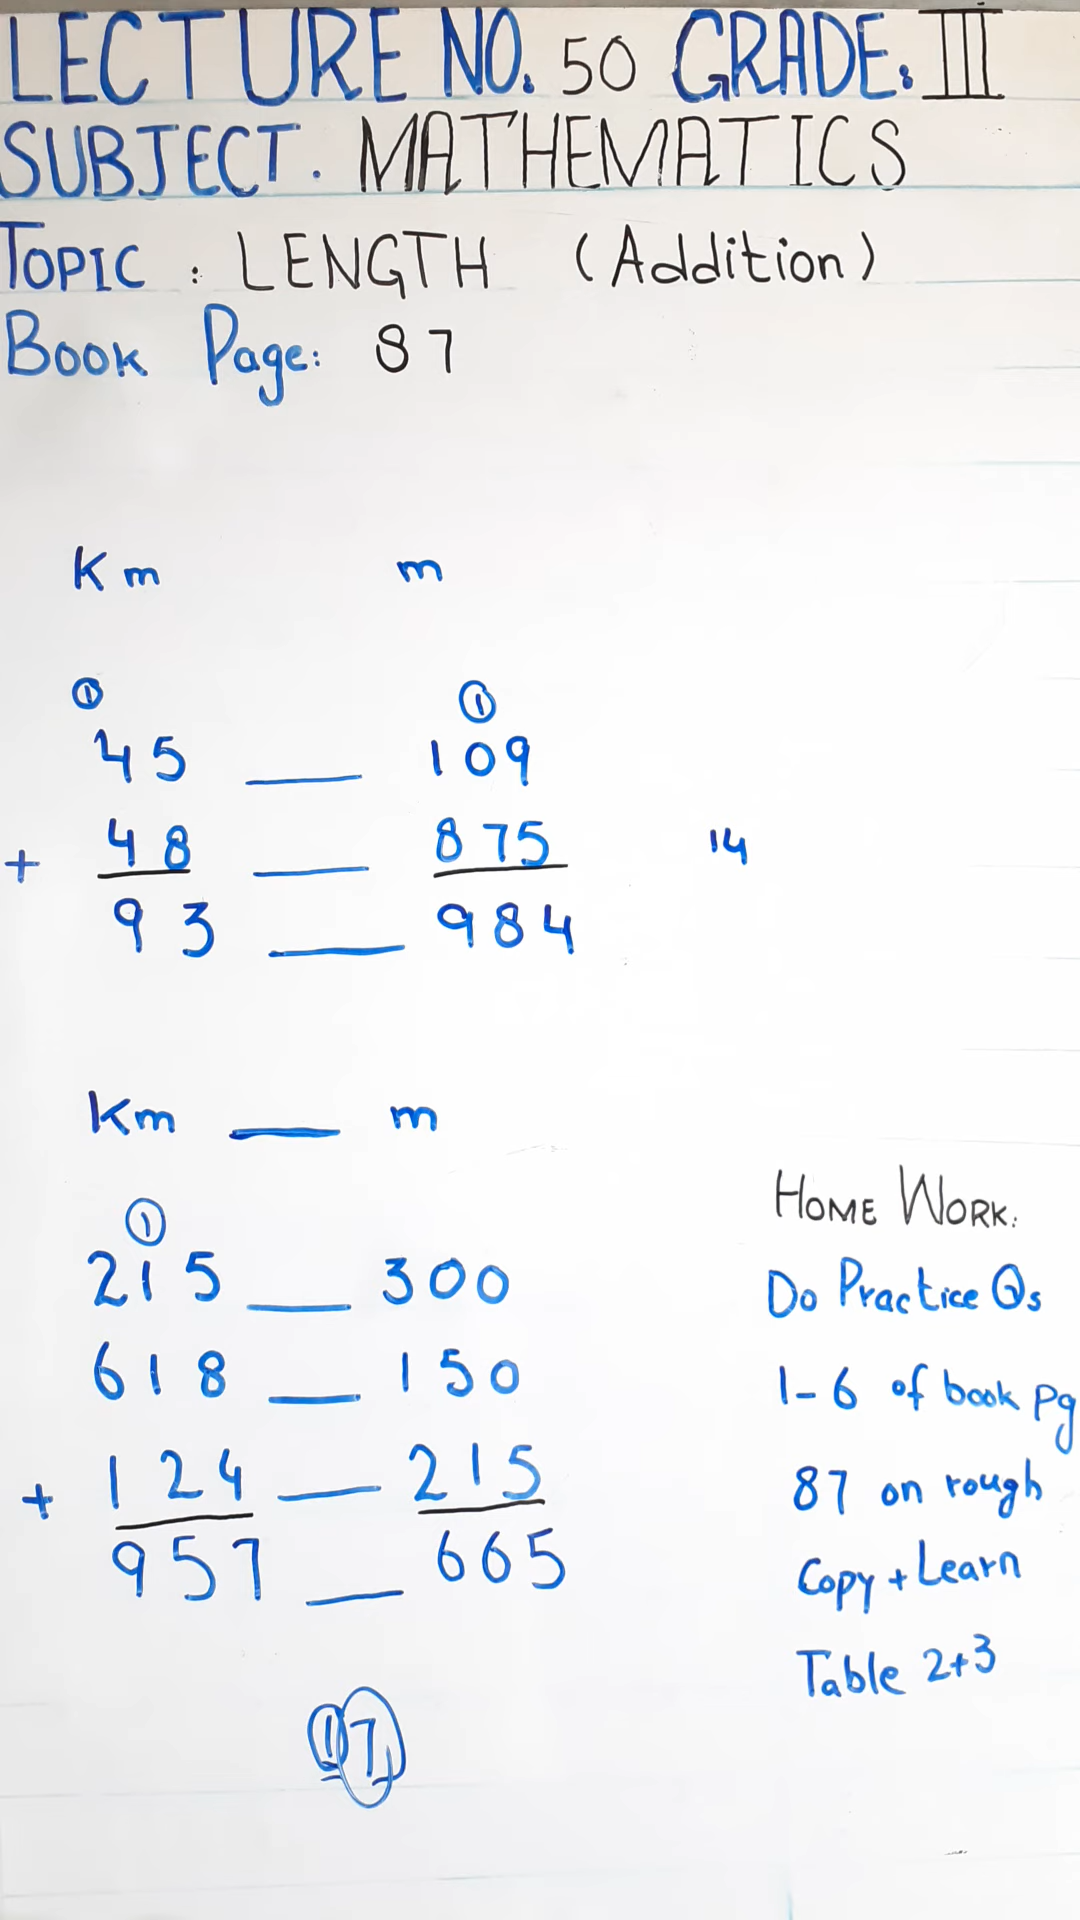 LECTURE NO. 50 GRADE: III
SUBJECT. MATHEMATICS
TOPIC : LENGTH (Addition)
BOOK Page: 87
Km m
1 1
45 — 109
+ 48 — 875 14
93 — 984
Km — m
1
215 — 300
618 — 150
+ 124 — 215
957 — 665
17
HOME WORK:
Do Practice Qs
1-6 of book pg
87 on rough
Copy + Learn
Table 2+3